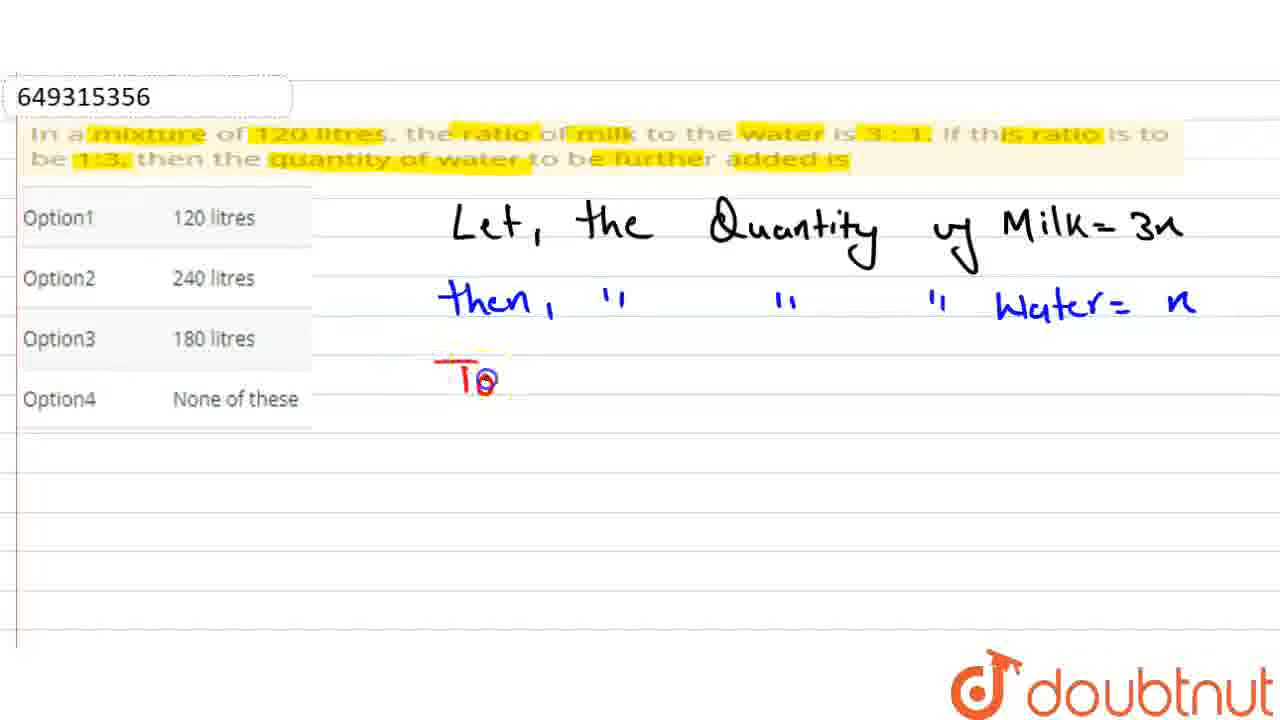 649315356
In a mixture of 120 litres, the ratio of milk to the water is 3 : 1. If this ratio is to
be 1:3, then the quantity of water to be further added is
Option1 120 litres
Option2 240 litres
Option3 180 litres
Option4 None of these
Let, the Quantity of Milk = 3x
then, " " " Water = x
To
doubtnut